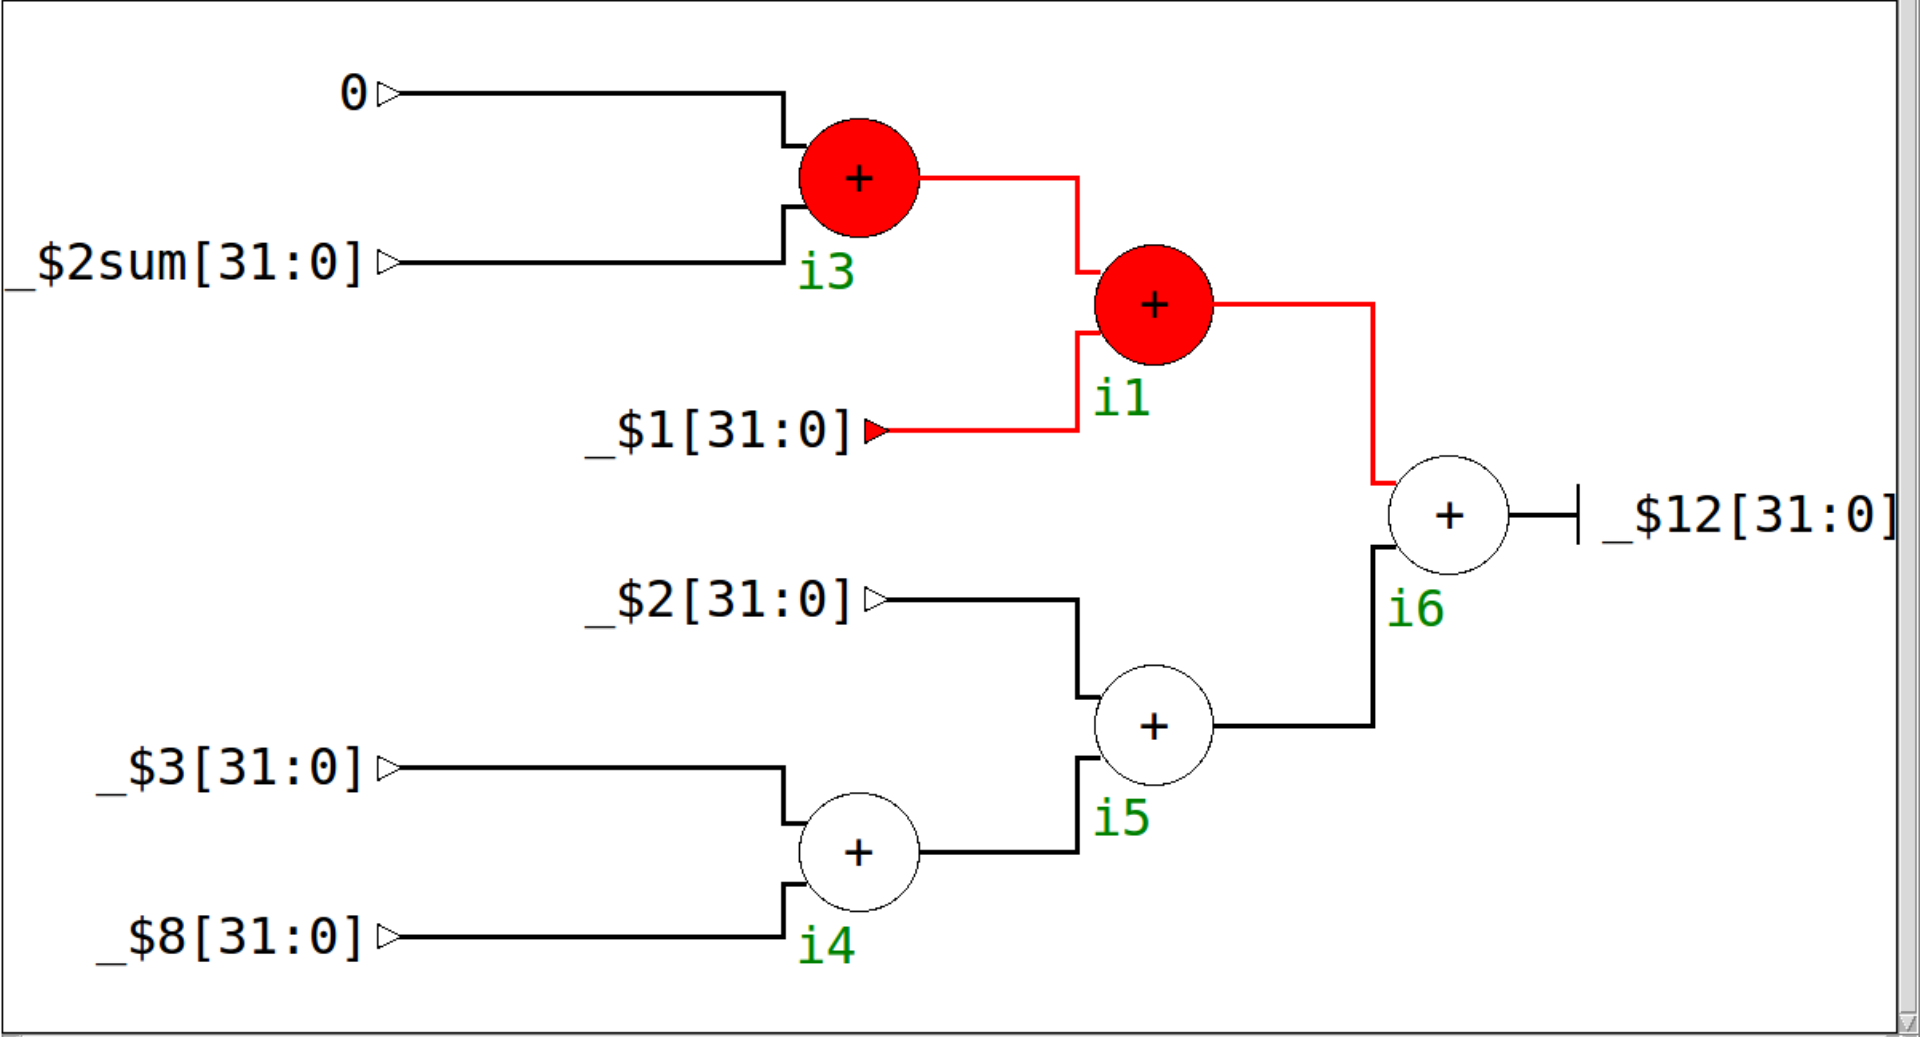 0
+
_$2sum[31:0]
i3
+
_$1[31:0]
i1
+
_$12[31:0]
_$2[31:0]
i6
+
_$3[31:0]
i5
+
_$8[31:0]
i4